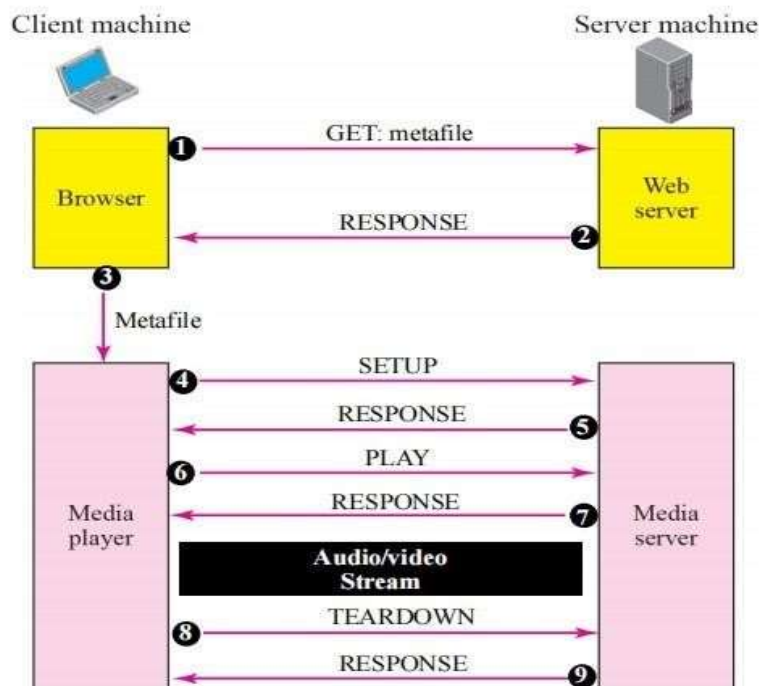 Client machine
Server machine
1
GET: metafile
Browser
Web
server
RESPONSE
2
3
Metafile
4
SETUP
RESPONSE
5
6
PLAY
RESPONSE
7
Media
player
Media
server
Audio/video
Stream
8
TEARDOWN
RESPONSE
9